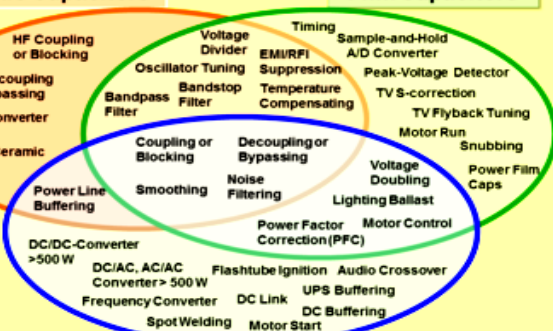 HF Coupling
or Blocking
coupling
passing
onverter
eramic
Voltage
Divider
Oscillator Tuning
EMI/RFI
Suppression
Bandpass
Filter
Bandstop
Filter
Temperature
Compensating
Timing
Sample-and-Hold
A/D Converter
Peak-Voltage Detector
TV S-correction
TV Flyback Tuning
Motor Run
Snubbing
Power Film
Caps
Coupling or
Blocking
Decoupling or
Bypassing
Smoothing
Noise
Filtering
Power Line
Buffering
Voltage
Doubling
Lighting Ballast
Power Factor
Correction (PFC)
Motor Control
DC/DC-Converter
>500 W
DC/AC, AC/AC
Converter > 500 W
Flashtube Ignition
Audio Crossover
Frequency Converter
DC Link
UPS Buffering
DC Buffering
Spot Welding
Motor Start